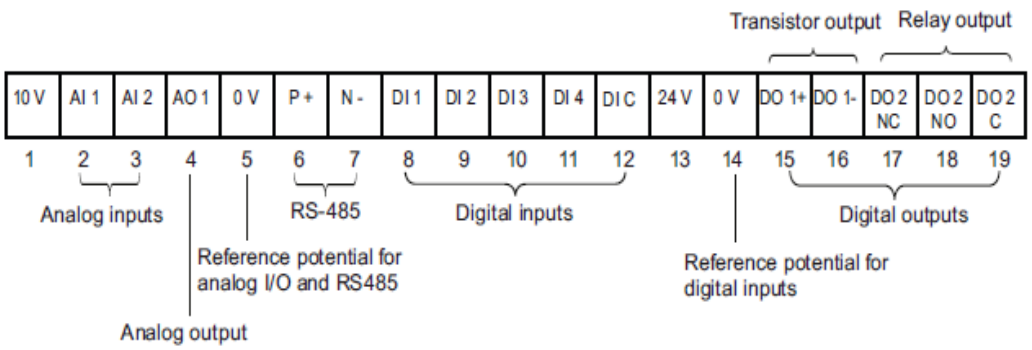 Transistor output Relay output
10 V AI 1 AI 2 AO 1 0 V P + N - DI 1 DI 2 DI 3 DI 4 DI C 24 V 0 V DO 1+ DO 1- DO 2 DO 2 DO 2
NC NO C
1 2 3 4 5 6 7 8 9 10 11 12 13 14 15 16 17 18 19
Analog inputs RS-485 Digital inputs Digital outputs
Reference potential for
analog I/O and RS485
Reference potential for
digital inputs
Analog output